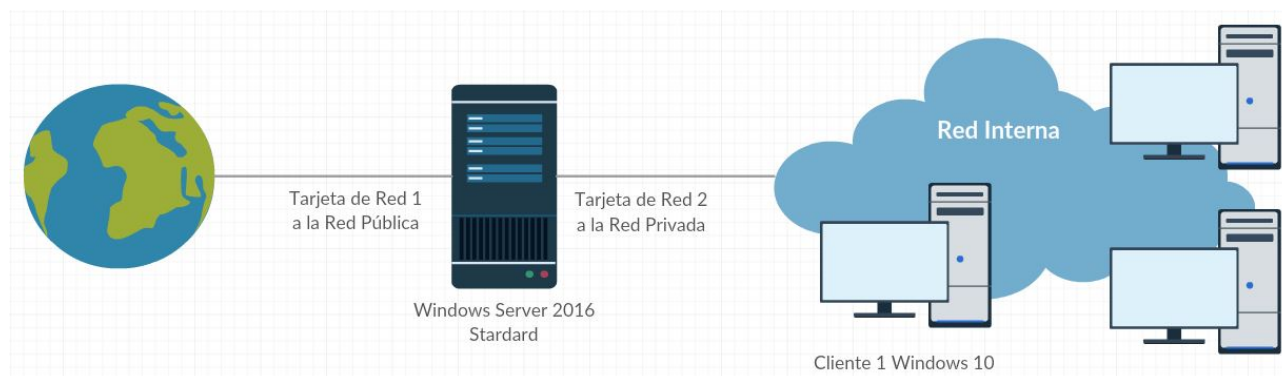 Tarjeta de Red 1
a la Red Pública
Windows Server 2016
Stardard
Tarjeta de Red 2
a la Red Privada
Red Interna
Cliente 1 Windows 10